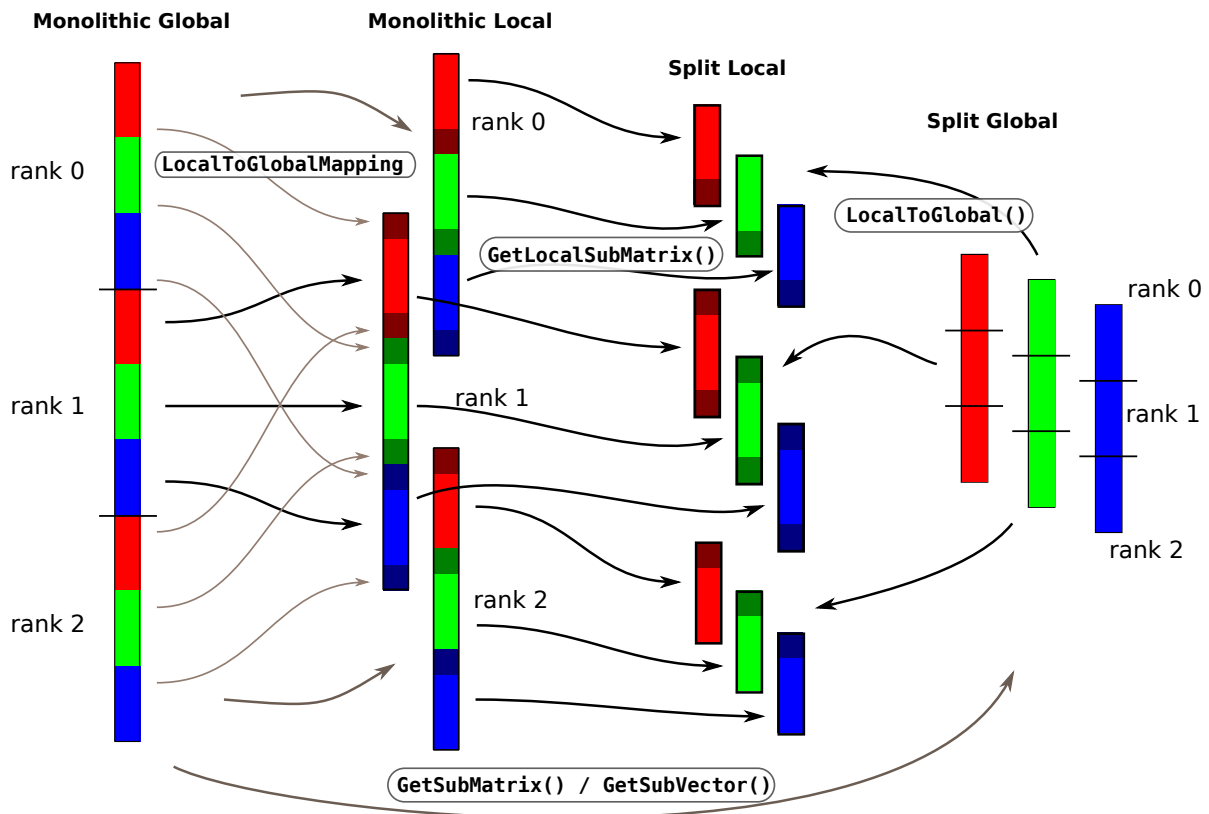 Monolithic Global
Monolithic Local
Split Local
Split Global
rank 0
LocalToGlobalMapping
rank 0
LocalToGlobal()
GetLocalSubMatrix()
rank 0
rank 1
rank 1
rank 1
rank 2
rank 2
rank 2
GetSubMatrix() / GetSubVector()